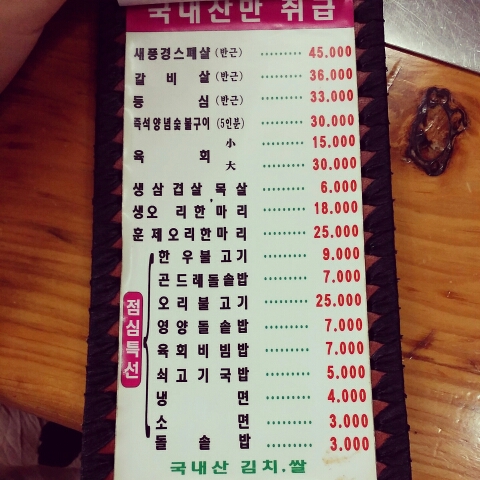 국내산만 취급
새풍경스페샬 (반근) ········· 45.000
갈비살 (반근) ········· 36.000
등심 (반근) ········· 33.000
즉석양념숯불구이 (5인분) ········· 30.000
육회 小 ········· 15.000
大 ········· 30.000
생삼겹살, 목살 ········· 6.000
생오리한마리 ········· 18.000
훈제오리한마리 ········· 25.000
점심특선
한우불고기 ········· 9.000
곤드레돌솥밥 ········· 7.000
오리불고기 ········· 25.000
영양돌솥밥 ········· 7.000
육회비빔밥 ········· 7.000
쇠고기국밥 ········· 5.000
냉면 ········· 4.000
소면 ········· 3.000
돌솥밥 ········· 3.000
국내산 김치.쌀